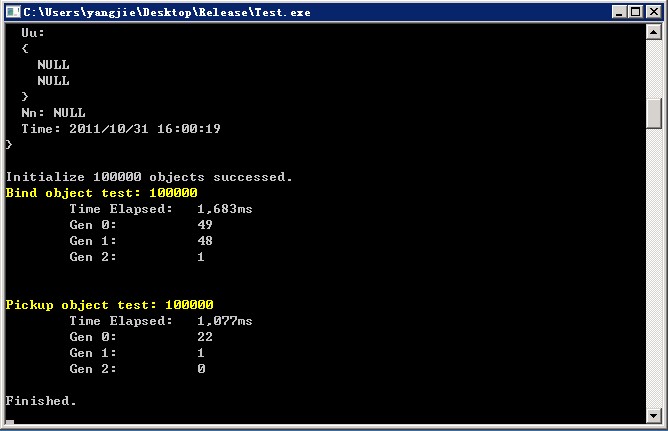 C:\Users\yangjie\Desktop\Release\Test.exe
Uu:
{
NULL
NULL
}
Nn: NULL
Time: 2011/10/31 16:00:19
}
Initialize 100000 objects successed.
Bind object test: 100000
Time Elapsed: 1,683ms
Gen 0: 49
Gen 1: 48
Gen 2: 1
Pickup object test: 100000
Time Elapsed: 1,077ms
Gen 0: 22
Gen 1: 1
Gen 2: 0
Finished.